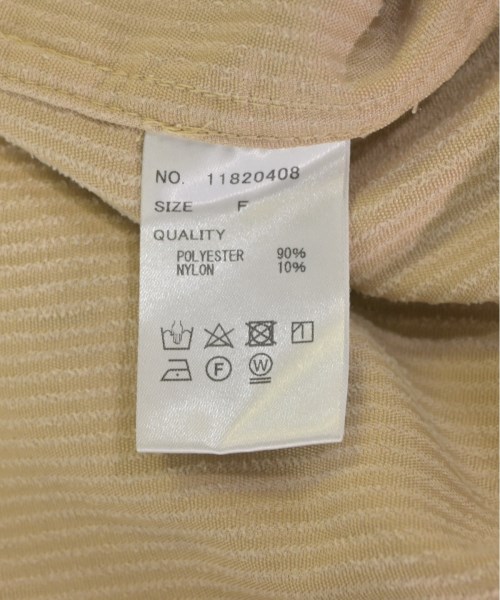 NO. 11820408
SIZE F
QUALITY
POLYESTER 90%
NYLON 10%
F W